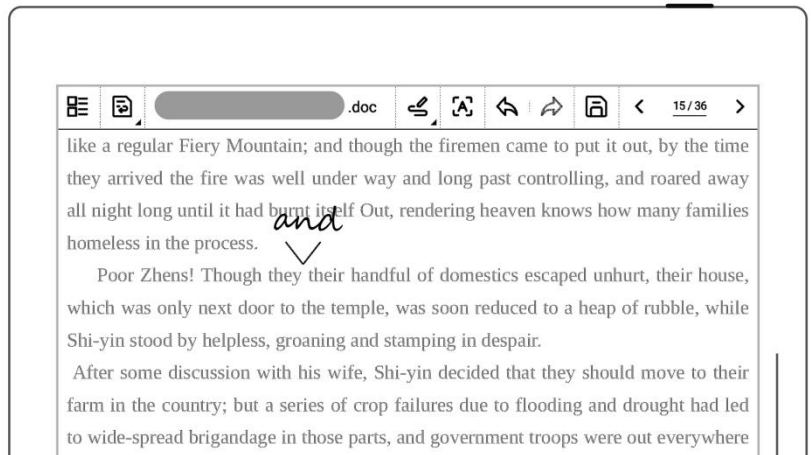 .doc 15/36
like a regular Fiery Mountain; and though the firemen came to put it out, by the time
they arrived the fire was well under way and long past controlling, and roared away
all night long until it had burnt itself Out, rendering heaven knows how many families
and
homeless in the process.
Poor Zhens! Though they their handful of domestics escaped unhurt, their house,
which was only next door to the temple, was soon reduced to a heap of rubble, while
Shi-yin stood by helpless, groaning and stamping in despair.
After some discussion with his wife, Shi-yin decided that they should move to their
farm in the country; but a series of crop failures due to flooding and drought had led
to wide-spread brigandage in those parts, and government troops were out everywhere